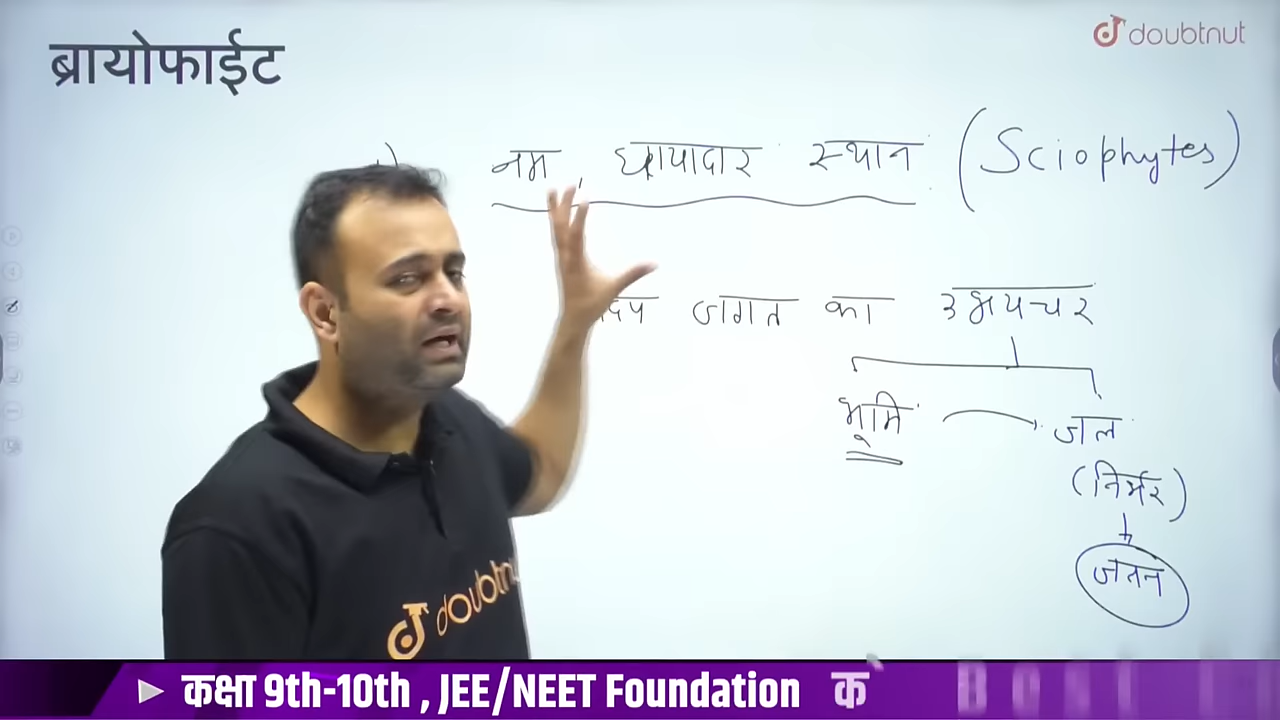 ब्रायोफाईट
doubtnut
नम, छायादार स्थान (Sciophytes)
जगत का उभयचर
भूमि
जल
(निर्भर)
जनन
doubtnut
कक्षा 9th-10th , JEE/NEET Foundation क